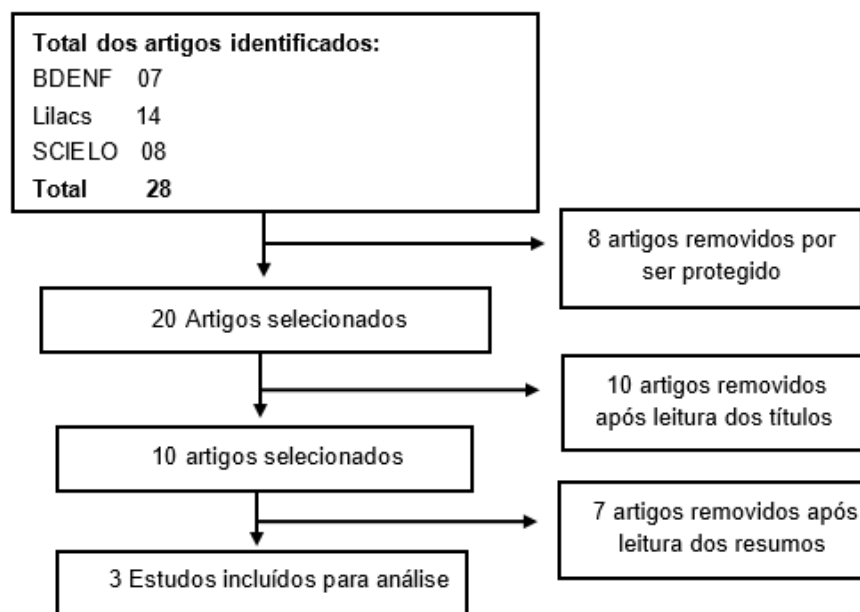 Total dos artigos identificados:
BDENF 07
Lilacs 14
SCIELO 08
Total 28
8 artigos removidos por
ser protegido
20 Artigos selecionados
10 artigos removidos
após leitura dos títulos
10 artigos selecionados
7 artigos removidos após
leitura dos resumos
3 Estudos incluídos para análise